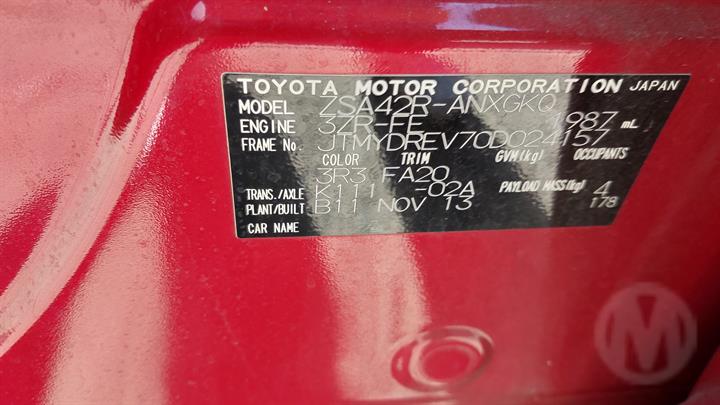 TOYOTA MOTOR CORPORATION JAPAN
MODEL ZSA42R-ANXGKQ
ENGINE 3ZR-FE 1987 mL
FRAME No. JTMYDREV70D024157
COLOR TRIM GVM(kg) OCCUPANTS
3R3 FA20
TRANS./AXLE K111 -02A PAYLOAD MASS(kg) 4
PLANT/BUILT B11 NOV 13 178
CAR NAME -
M